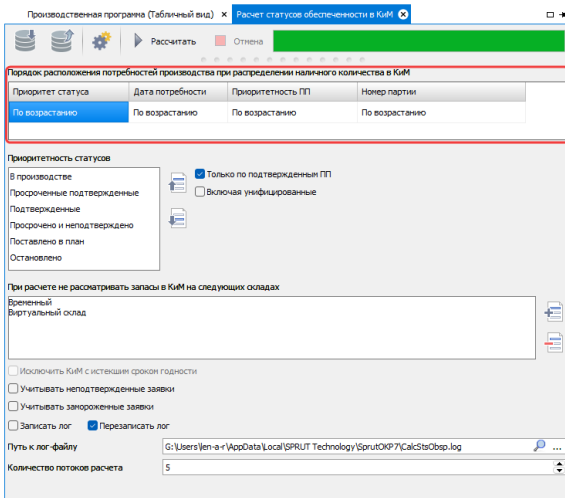 Производственная программа (Табличный вид) × Расчет статусов обеспеченности в КиМ
Рассчитать Отмена
Порядок расположения потребностей производства при распределении наличного количества в КиМ
Приоритет статуса Дата потребности Приоритетность ПП Номер партии
По возрастанию По возрастанию По возрастанию По возрастанию
Приоритетность статусов
В производстве
Просроченные подтвержденные
Подтвержденные
Просрочено и неподтверждено
Поставлено в план
Остановлено
Только по подтвержденным ПП
Включая унифицированные
При расчете не рассматривать запасы в КиМ на следующих складах
Временный
Виртуальный склад
Исключить КиМ с истекшим сроком годности
Учитывать неподтвержденные заявки
Учитывать замороженные заявки
Записать лог Перезаписать лог
Путь к лог-файлу G:\Users\len-a-r\AppData\Local\SPRUT Technology\SprutOKP7\CalcStsObsp.log ...
Количество потоков расчета 5